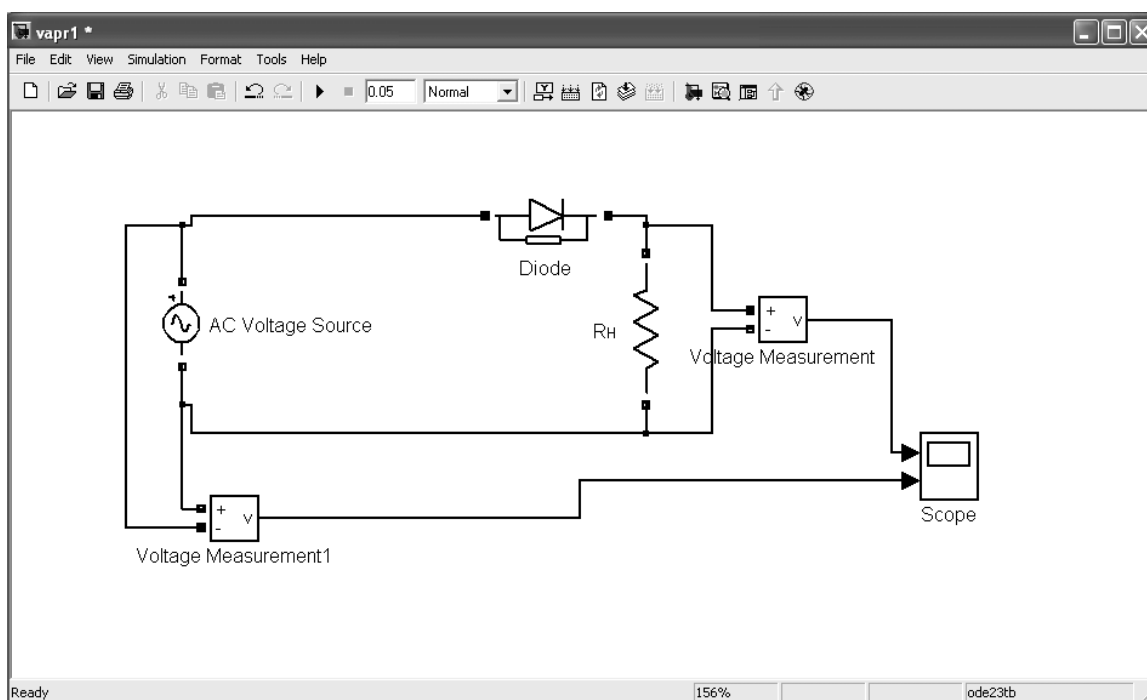 vapr1 *
File Edit View Simulation Format Tools Help
0.05 Normal
Diode
+
AC Voltage Source
Rн
+
-
v
Voltage Measurement
+
-
v
Voltage Measurement1
Scope
Ready 156% ode23tb